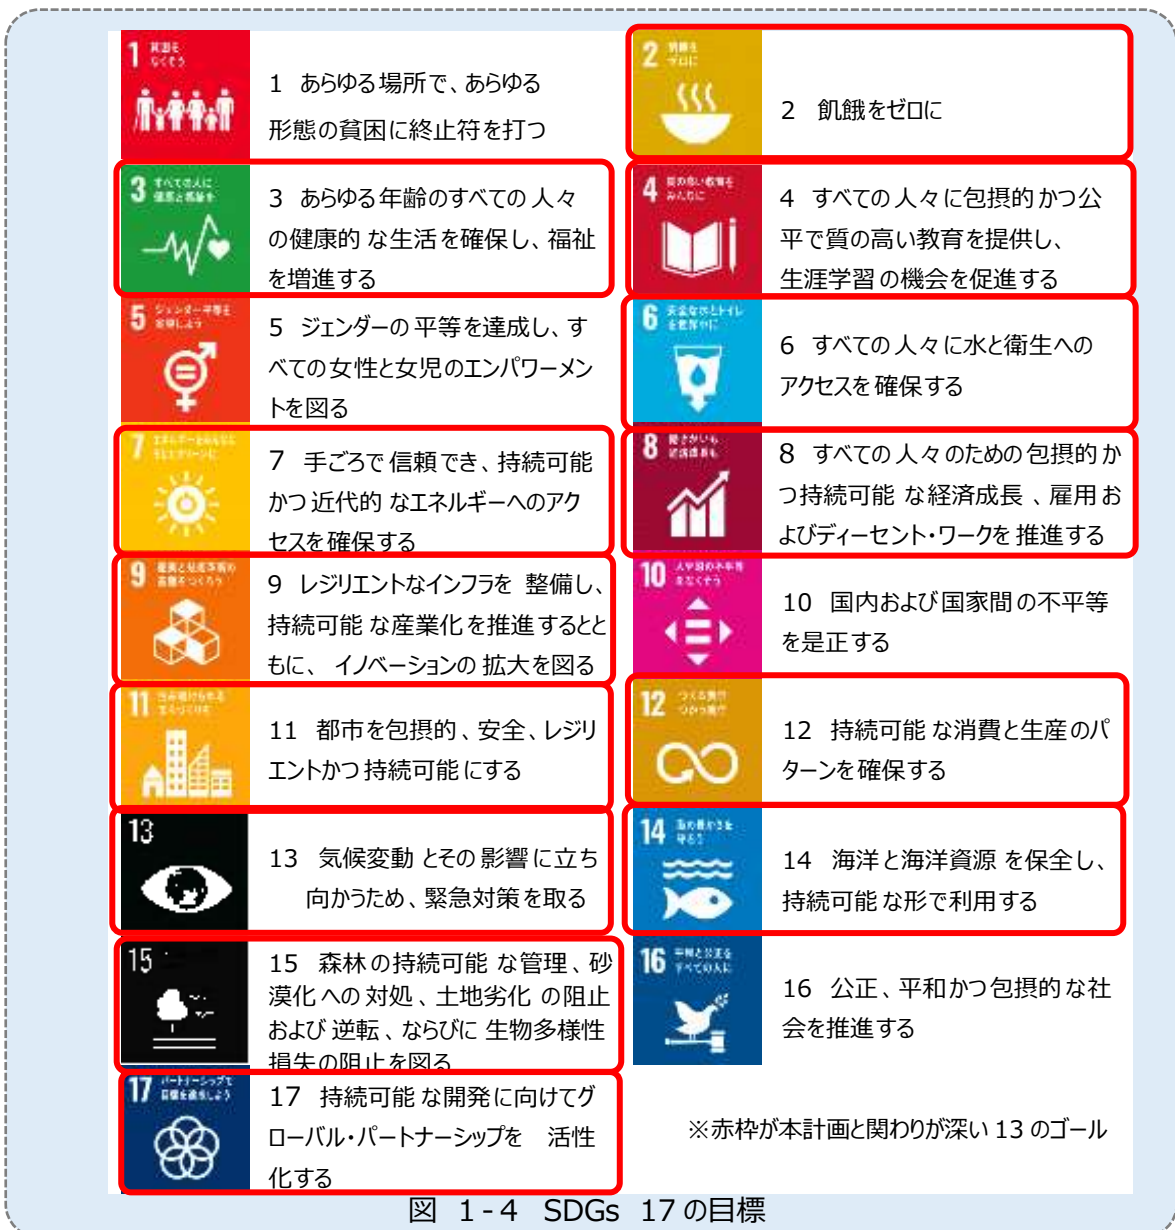 1
1 あらゆる場所で、あらゆる
形態の貧困に終止符を打つ
2
2 飢餓をゼロに
3
3 あらゆる年齢のすべての人々
の健康的 な生活を確保し、福祉
を増進する
4
4 すべての人々に包摂的かつ公
平で質の高い教育を提供し、
生涯学習の機会を促進する
5
5 ジェンダーの平等を達成し、す
べての女性と女児のエンパワーメン
トを図る
6
6 すべての人々に水と衛生への
アクセスを確保する
7
7 手ごろで信頼でき、持続可能
かつ近代的 なエネルギーへのアク
セスを確保する
8
8 すべての人々のための包摂的か
つ持続可能 な経済成長 、雇用お
よびディーセント・ワークを推進する
9
9 レジリエントなインフラを 整備し、
持続可能 な産業化を推進するとと
もに、 イノベーションの拡大を図る
10
10 国内および国家間の不平等
を是正する
11
11 都市を包摂的 、安全、レジリ
エントかつ持続可能にする
12
12 持続可能 な消費と生産のパ
ターンを確保する
13
13 気候変動とその影響に立ち
向かうため、緊急対策を取る
14
14 海洋と海洋資源 を保全し、
持続可能な形で利用する
15
15 森林の持続可能 な管理、砂
漠化への対処、土地劣化 の阻止
および逆転、ならびに生物多様性
損失の阻止を図る
16
16 公正、平和かつ包摂的な社
会を推進する
17
17 持続可能な開発に向けてグ
ローバル・パートナーシップを 活性
化する
※赤枠が本計画と関わりが深い 13 のゴール
図 1-4 SDGs 17の目標